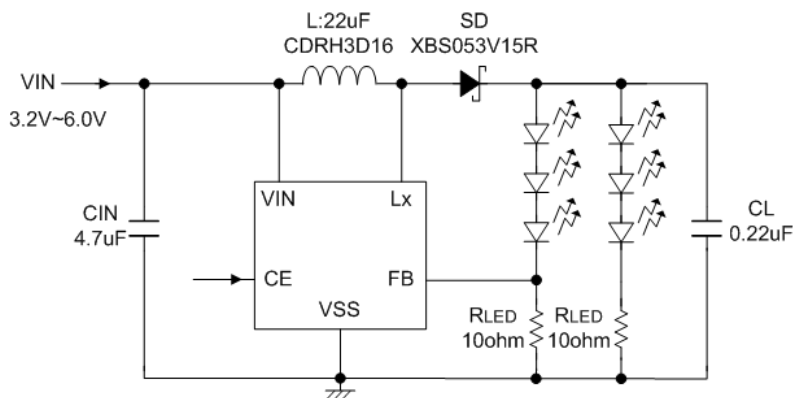 L:22uF
CDRH3D16
SD
XBS053V15R
VIN
3.2V~6.0V
VIN
Lx
CIN
4.7uF
CL
0.22uF
CE
FB
VSS
RLED
10ohm
RLED
10ohm